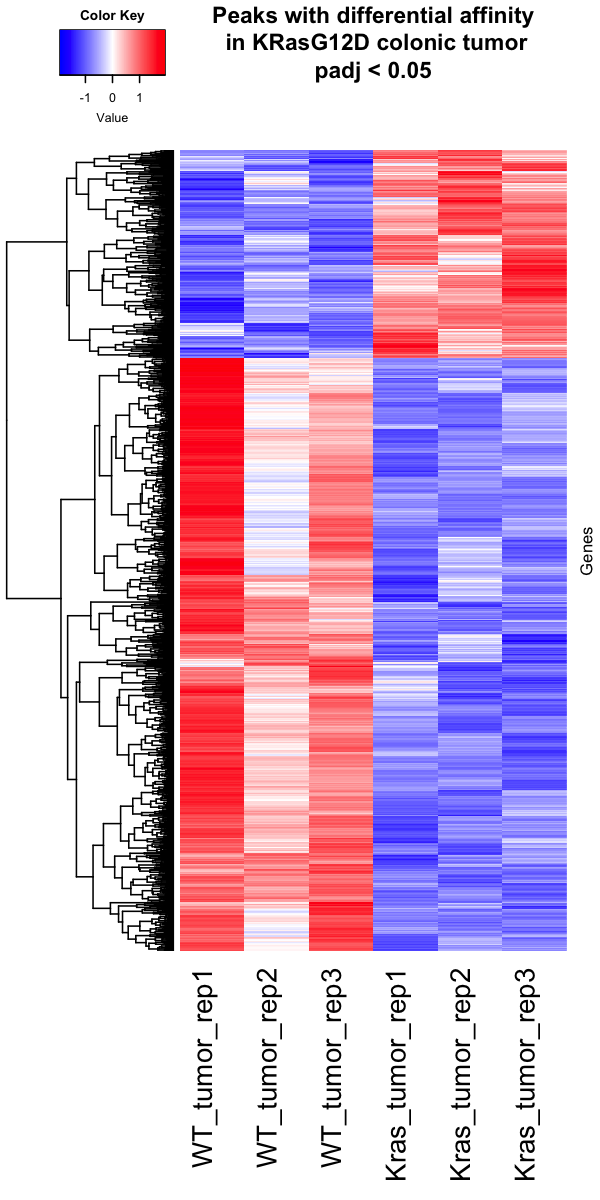 Color Key
-1 0 1
Value
Peaks with differential affinity
in KRasG12D colonic tumor
padj < 0.05
Genes
WT_tumor_rep1
WT_tumor_rep2
WT_tumor_rep3
Kras_tumor_rep1
Kras_tumor_rep2
Kras_tumor_rep3